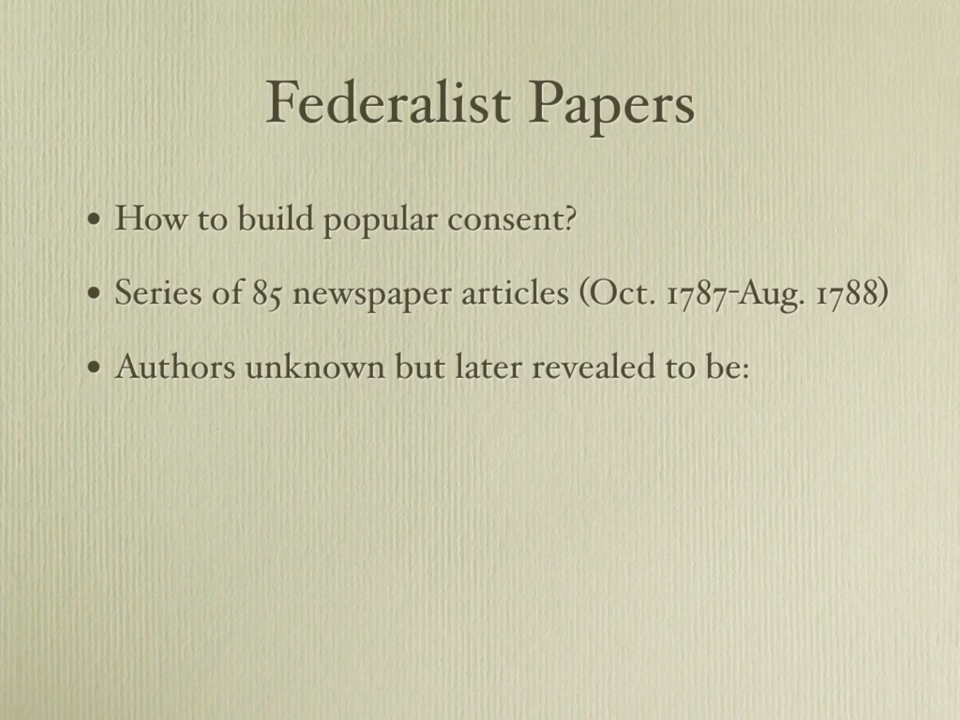 Federalist Papers
• How to build popular consent?
• Series of 85 newspaper articles (Oct. 1787-Aug. 1788)
• Authors unknown but later revealed to be: